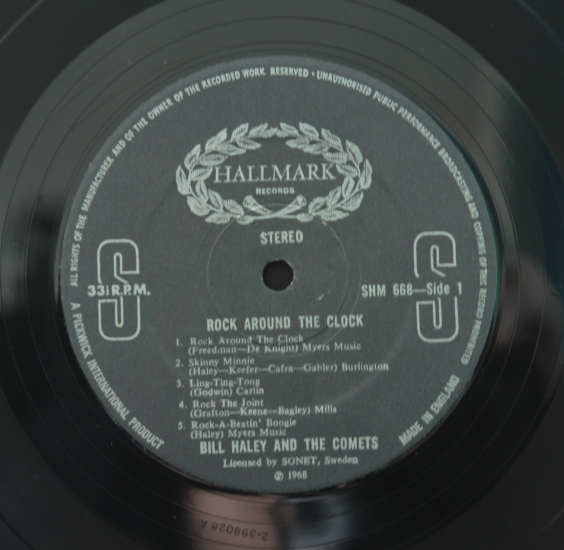 ALL RIGHTS OF THE MANUFACTURER AND OF THE OWNER OF THE RECORDED WORK RESERVED · UNAUTHORISED PUBLIC PERFORMANCE BROADCASTING AND COPYING OF THIS RECORD PROHIBITED
HALLMARK
RECORDS
STEREO
S
S
33⅓ R.P.M.
SHM 668—Side 1
ROCK AROUND THE CLOCK
1. Rock Around The Clock
(Freedman—De Knight) Myers Music
2. Skinny Minnie
(Haley—Keefer—Cafra—Gabler) Burlington
3. Ling-Ting-Tong
(Godwin) Carlin
4. Rock The Joint
(Grafton—Keene—Bagley) Mills
5. Rock-A-Beatin' Boogie
(Haley) Myers Music
BILL HALEY AND THE COMETS
Licensed by SONET, Sweden
℗ 1968
A PICKWICK INTERNATIONAL PRODUCT
MADE IN ENGLAND
2-398028 A